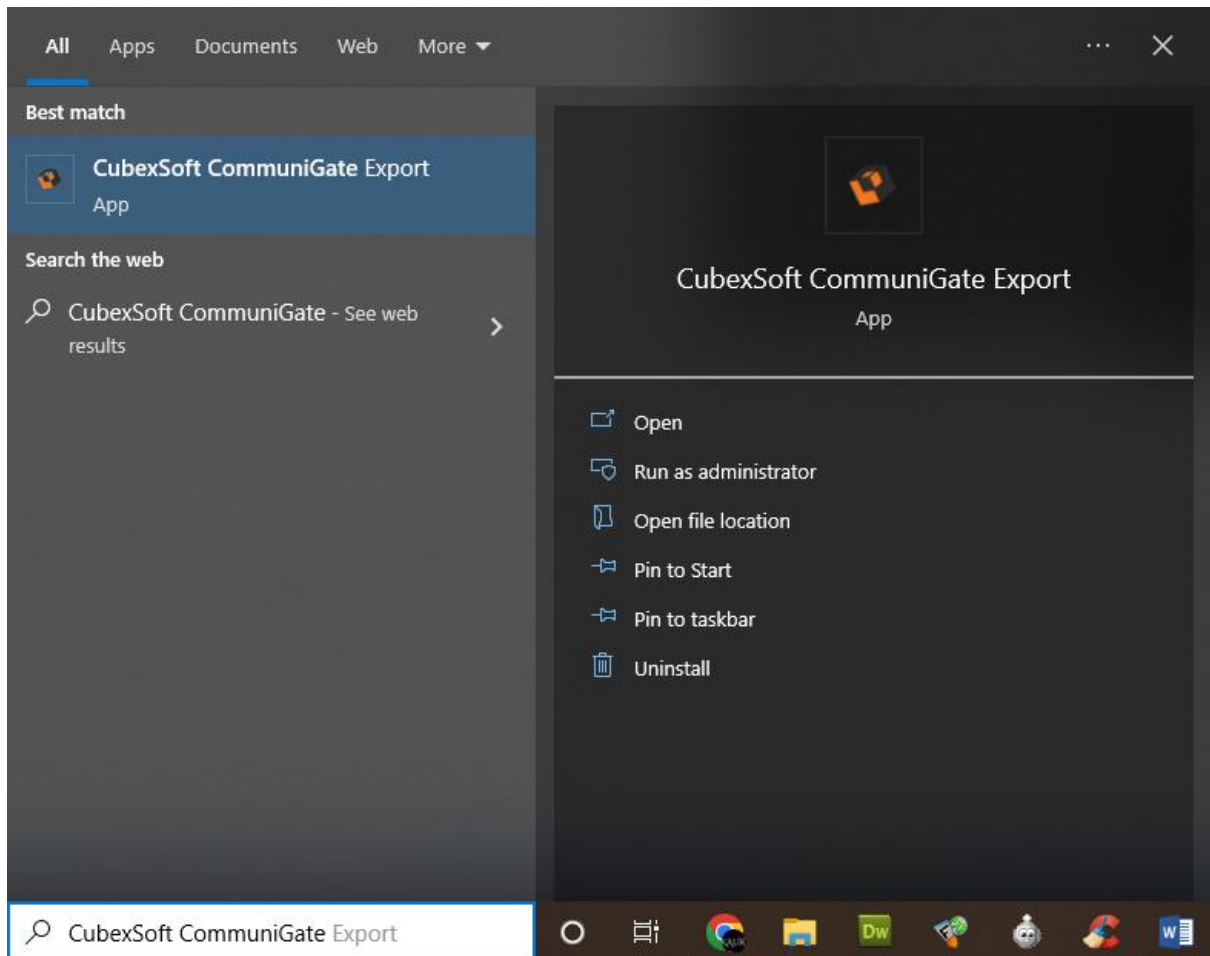 All Apps Documents Web More
Best match
CubexSoft CommuniGate Export
App
Search the web
CubexSoft CommuniGate - See web
results
CubexSoft CommuniGate Export
App
Open
Run as administrator
Open file location
Pin to Start
Pin to taskbar
Uninstall
CubexSoft CommuniGate Export
Dw
W